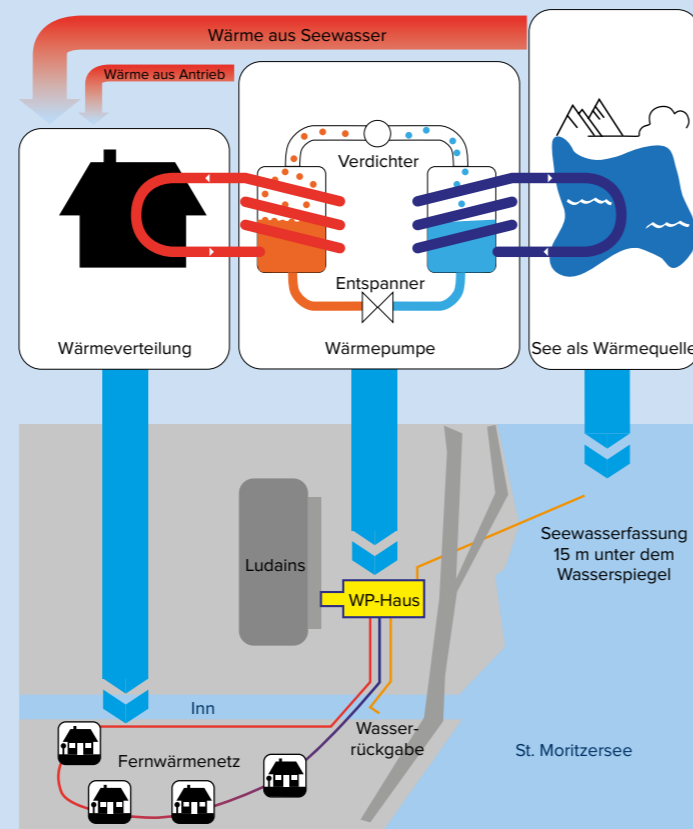 Wärme aus Seewasser
Wärme aus Antrieb
Verdichter
Entspanner
Wärmeverteilung
Wärmepumpe
See als Wärmequelle
Seewasserfassung
15 m unter dem
Wasserspiegel
Ludains
WP-Haus
Inn
Wasser-
rückgabe
Fernwärmenetz
St. Moritzersee